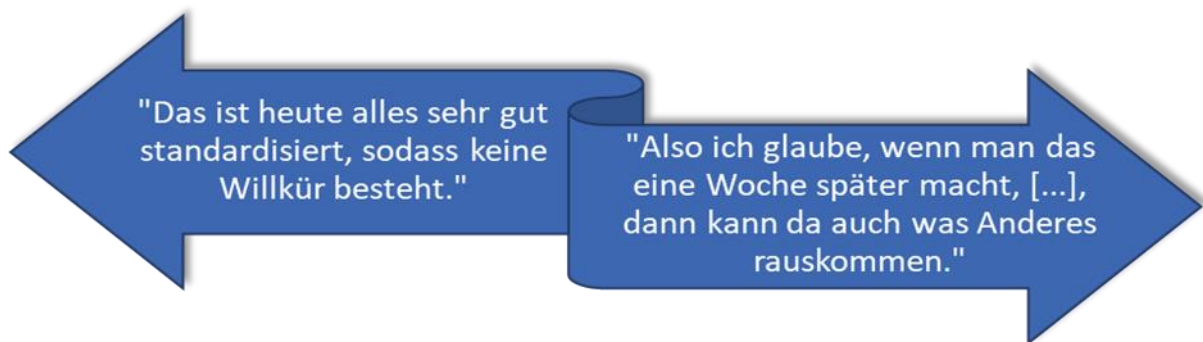 "Das ist heute alles sehr gut
standardisiert, sodass keine
Willkür besteht."
"Also ich glaube, wenn man das
eine Woche später macht, [...],
dann kann da auch was Anderes
rauskommen."